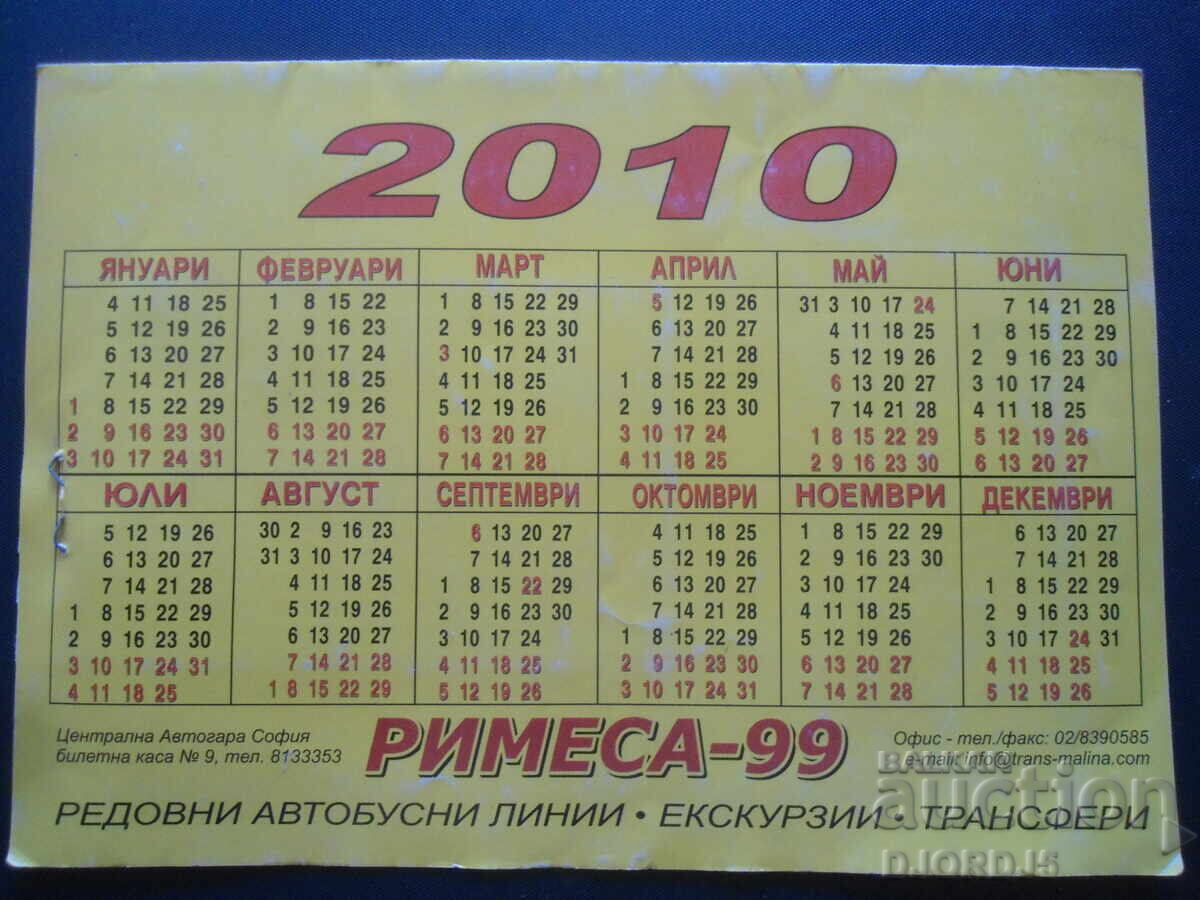 2010
ЯНУАРИ ФЕВРУАРИ МАРТ АПРИЛ МАЙ ЮНИ
4 11 18 25 1 8 15 22 1 8 15 22 29 5 12 19 26 31 3 10 17 24 7 14 21 28
5 12 19 26 2 9 16 23 2 9 16 23 30 6 13 20 27 4 11 18 25 1 8 15 22 29
6 13 20 27 3 10 17 24 3 10 17 24 31 7 14 21 28 5 12 19 26 2 9 16 23 30
7 14 21 28 4 11 18 25 4 11 18 25 1 8 15 22 29 6 13 20 27 3 10 17 24
1 8 15 22 29 5 12 19 26 5 12 19 26 2 9 16 23 30 7 14 21 28 4 11 18 25
2 9 16 23 30 6 13 20 27 6 13 20 27 3 10 17 24 1 8 15 22 29 5 12 19 26
3 10 17 24 31 7 14 21 28 7 14 21 28 4 11 18 25 2 9 16 23 30 6 13 20 27
ЮЛИ АВГУСТ СЕПТЕМВРИ ОКТОМВРИ НОЕМВРИ ДЕКЕМВРИ
5 12 19 26 30 2 9 16 23 6 13 20 27 4 11 18 25 1 8 15 22 29 6 13 20 27
6 13 20 27 31 3 10 17 24 7 14 21 28 5 12 19 26 2 9 16 23 30 7 14 21 28
7 14 21 28 4 11 18 25 1 8 15 22 29 6 13 20 27 3 10 17 24 1 8 15 22 29
1 8 15 22 29 5 12 19 26 2 9 16 23 30 7 14 21 28 4 11 18 25 2 9 16 23 30
2 9 16 23 30 6 13 20 27 3 10 17 24 1 8 15 22 29 5 12 19 26 3 10 17 24 31
3 10 17 24 31 7 14 21 28 4 11 18 25 2 9 16 23 30 6 13 20 27 4 11 18 25
4 11 18 25 1 8 15 22 29 5 12 19 26 3 10 17 24 31 7 14 21 28 5 12 19 26
Централна Автогара София
билетна каса № 9, тел. 8133353
РИМЕСА-99
Офис - тел./факс: 02/8390585
e-mail: info@trans-malina.com
РЕДОВНИ АВТОБУСНИ ЛИНИИ • ЕКСКУРЗИИ • ТРАНСФЕРИ
BALKAN
auction
DJORDJ5